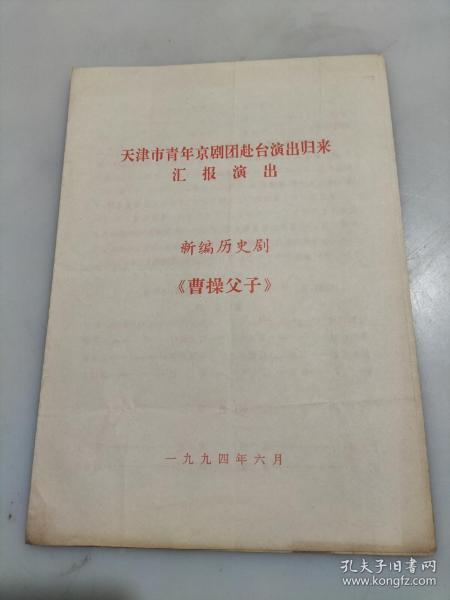 天津市青年京剧团赴台演出归来
汇报演出
新编历史剧
《曹操父子》
一九九四年六月
孔夫子旧书网
www.kongfz.com